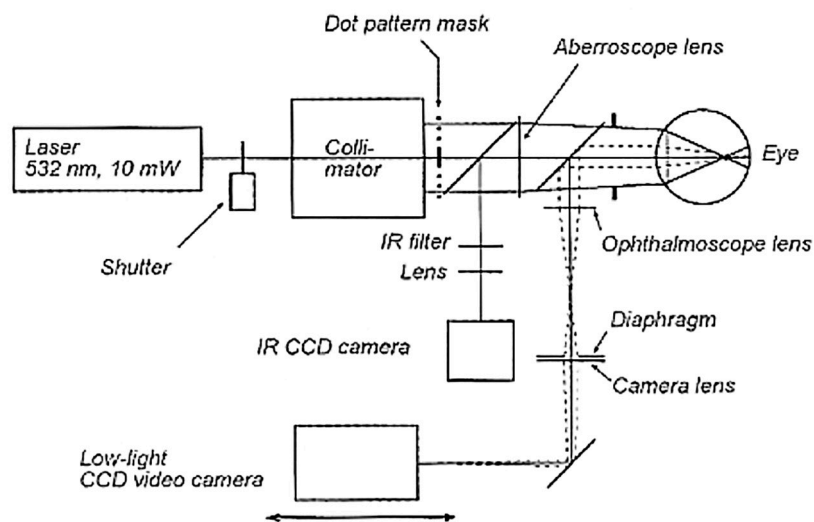 Dot pattern mask
Aberroscope lens
Laser
532 nm, 10 mW
Colli-
mator
Eye
Shutter
IR filter
Lens
Ophthalmoscope lens
IR CCD camera
Diaphragm
Camera lens
Low-light
CCD video camera